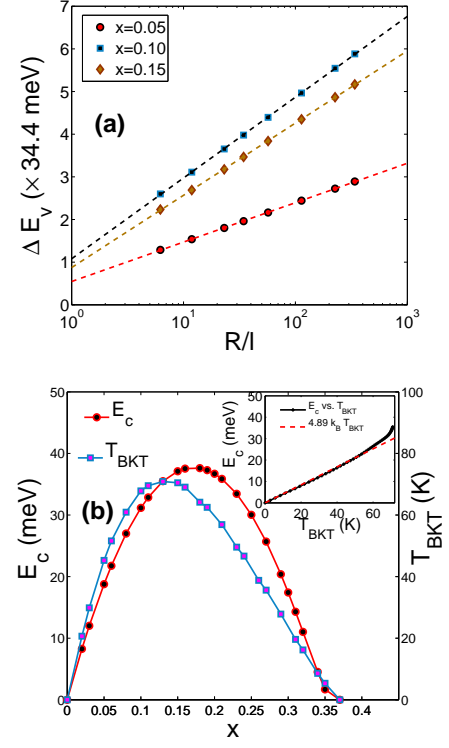 (a)
x=0.05
x=0.10
x=0.15
7
6
5
4
3
2
1
0
Δ E_v (× 34.4 meV)
10^0
10^1
10^2
10^3
R/l
(b)
E_c
T_BKT
50
40
30
20
10
0
E_c (meV)
100
80
60
40
20
0
T_BKT (K)
0
0.05
0.1
0.15
0.2
0.25
0.3
0.35
0.4
x
E_c vs. T_BKT
4.89 k_B T_BKT
50
40
30
20
10
0
E_c (meV)
0
20
40
60
T_BKT (K)